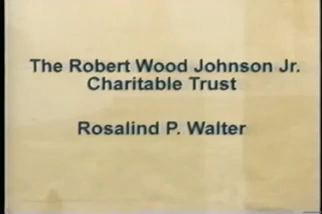 The Robert Wood Johnson Jr.
Charitable Trust
Rosalind P. Walter